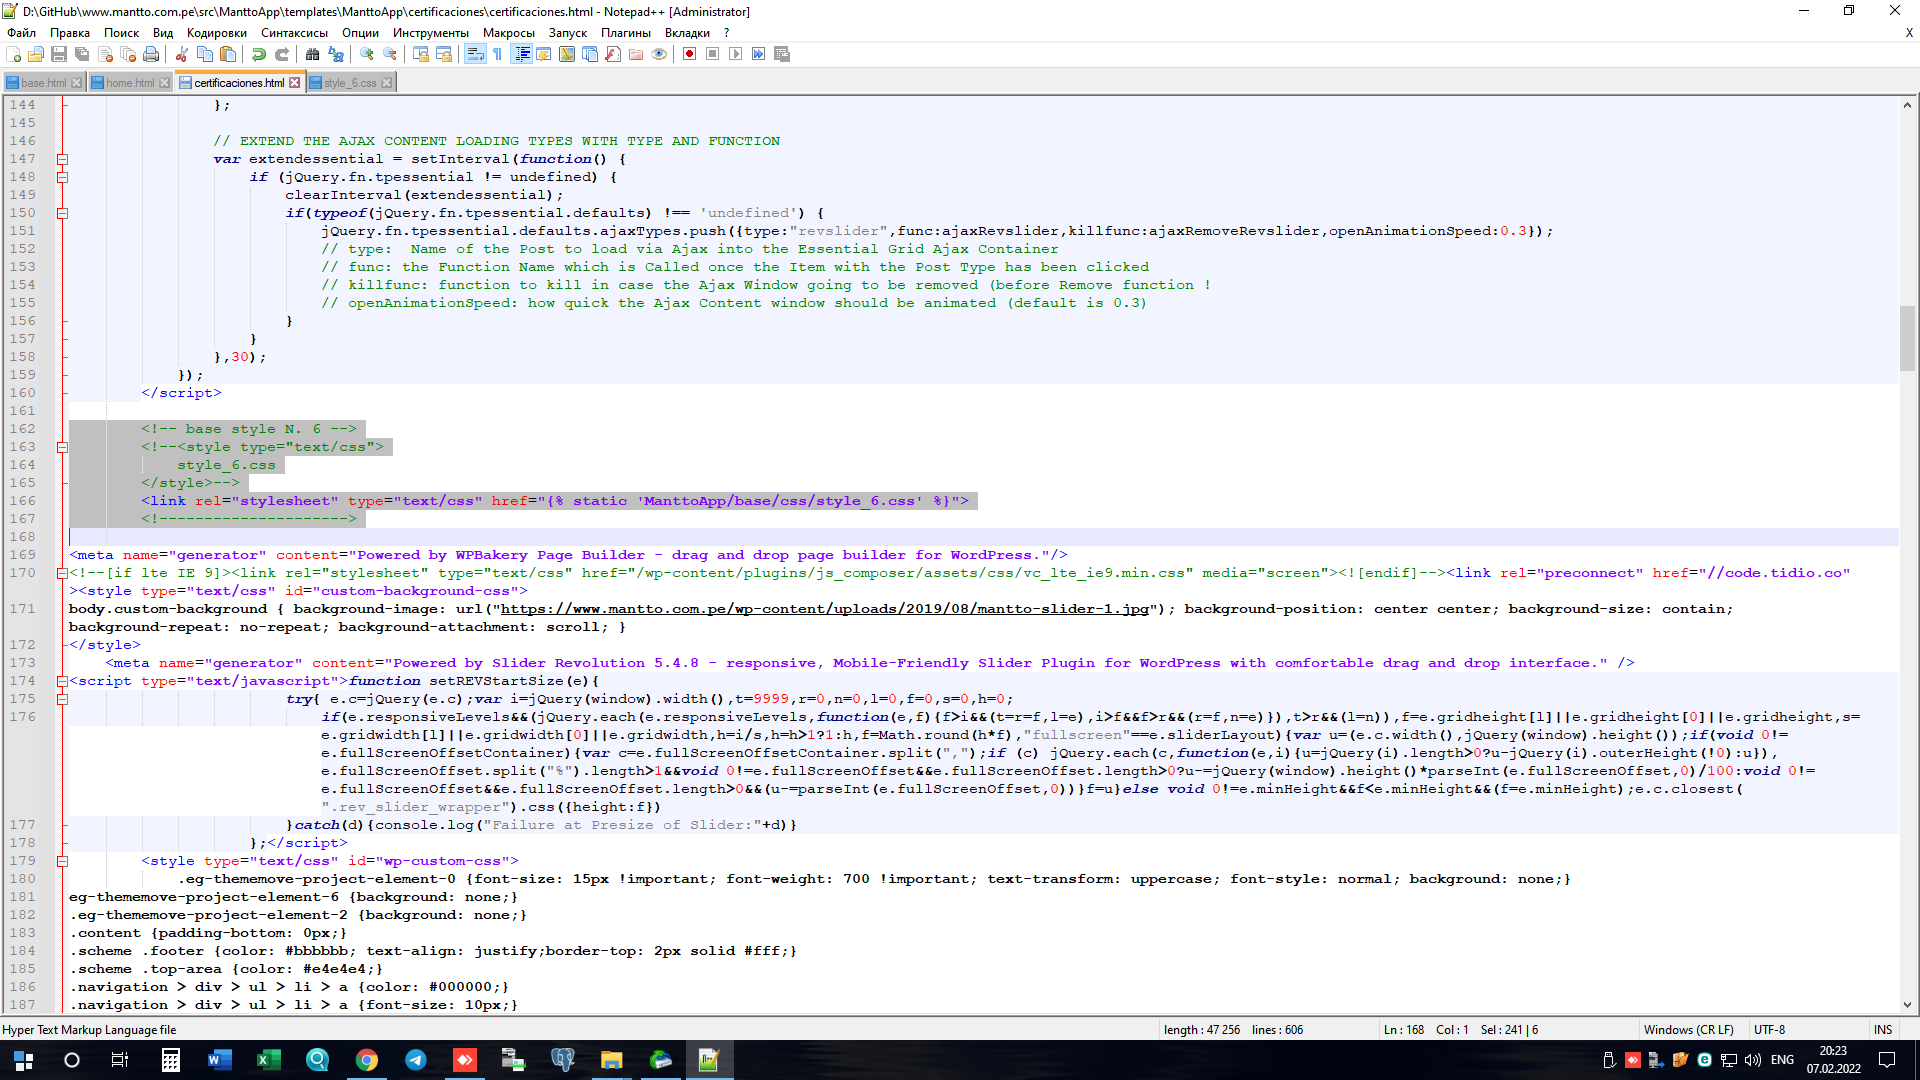 D:\GitHub\www.mantto.com.pe\src\ManttoApp\templates\ManttoApp\certificaciones\certificaciones.html - Notepad++ [Administrator]
Файл Правка Поиск Вид Кодировки Синтаксисы Опции Инструменты Макросы Запуск Плагины Вкладки ? X
base.html home.html certificaciones.html style_6.css
144 };
145
146 // EXTEND THE AJAX CONTENT LOADING TYPES WITH TYPE AND FUNCTION
147 var extendessential = setInterval(function() {
148 if (jQuery.fn.tpessential != undefined) {
149 clearInterval(extendessential);
150 if(typeof(jQuery.fn.tpessential.defaults) !== 'undefined') {
151 jQuery.fn.tpessential.defaults.ajaxTypes.push({type:"revslider",func:ajaxRevslider,killfunc:ajaxRemoveRevslider,openAnimationSpeed:0.3});
152 // type:  Name of the Post to load via Ajax into the Essential Grid Ajax Container
153 // func: the Function Name which is Called once the Item with the Post Type has been clicked
154 // killfunc: function to kill in case the Ajax Window going to be removed (before Remove function !
155 // openAnimationSpeed: how quick the Ajax Content window should be animated (default is 0.3)
156 }
157 }
158 },30);
159 });
160 </script>
161
162 <!-- base style N. 6 -->
163 <!--<style type="text/css">
164 style_6.css
165 </style>-->
166 <link rel="stylesheet" type="text/css" href="{% static 'ManttoApp/base/css/style_6.css' %}">
167 <!--------------------->
168
169 <meta name="generator" content="Powered by WPBakery Page Builder - drag and drop page builder for WordPress."/>
170 <!--[if lte IE 9]><link rel="stylesheet" type="text/css" href="/wp-content/plugins/js_composer/assets/css/vc_lte_ie9.min.css" media="screen"><![endif]--><link rel="preconnect" href="//code.tidio.co"
><style type="text/css" id="custom-background-css">
171 body.custom-background { background-image: url("https://www.mantto.com.pe/wp-content/uploads/2019/08/mantto-slider-1.jpg"); background-position: center center; background-size: contain;
background-repeat: no-repeat; background-attachment: scroll; }
172 </style>
173 <meta name="generator" content="Powered by Slider Revolution 5.4.8 - responsive, Mobile-Friendly Slider Plugin for WordPress with comfortable drag and drop interface." />
174 <script type="text/javascript">function setREVStartSize(e){
175 try{ e.c=jQuery(e.c);var i=jQuery(window).width(),t=9999,r=0,n=0,l=0,f=0,s=0,h=0;
176 if(e.responsiveLevels&&(jQuery.each(e.responsiveLevels,function(e,f){f>i&&(t=r=f,l=e),i>f&&f>r&&(r=f,n=e)}),t>r&&(l=n)),f=e.gridheight[l]||e.gridheight[0]||e.gridheight,s=
e.gridwidth[l]||e.gridwidth[0]||e.gridwidth,h=i/s,h=h>1?1:h,f=Math.round(h*f),"fullscreen"==e.sliderLayout){var u=(e.c.width(),jQuery(window).height());if(void 0!=
e.fullScreenOffsetContainer){var c=e.fullScreenOffsetContainer.split(",");if (c) jQuery.each(c,function(e,i){u=jQuery(i).length>0?u-jQuery(i).outerHeight(!0):u}),
e.fullScreenOffset.split("%").length>1&&void 0!=e.fullScreenOffset&&e.fullScreenOffset.length>0?u-=jQuery(window).height()*parseInt(e.fullScreenOffset,0)/100:void 0!=
e.fullScreenOffset&&e.fullScreenOffset.length>0&&(u-=parseInt(e.fullScreenOffset,0))}f=u}else void 0!=e.minHeight&&f<e.minHeight&&(f=e.minHeight);e.c.closest(
".rev_slider_wrapper").css({height:f})
177 }catch(d){console.log("Failure at Presize of Slider:"+d)}
178 };</script>
179 <style type="text/css" id="wp-custom-css">
180 .eg-thememove-project-element-0 {font-size: 15px !important; font-weight: 700 !important; text-transform: uppercase; font-style: normal; background: none;}
181 eg-thememove-project-element-6 {background: none;}
182 .eg-thememove-project-element-2 {background: none;}
183 .content {padding-bottom: 0px;}
184 .scheme .footer {color: #bbbbbb; text-align: justify;border-top: 2px solid #fff;}
185 .scheme .top-area {color: #e4e4e4;}
186 .navigation > div > ul > li > a {color: #000000;}
187 .navigation > div > ul > li > a {font-size: 10px;}
Hyper Text Markup Language file length : 47 256 lines : 606 Ln : 168 Col : 1 Sel : 241 | 6 Windows (CR LF) UTF-8 INS
ENG 20:23
07.02.2022